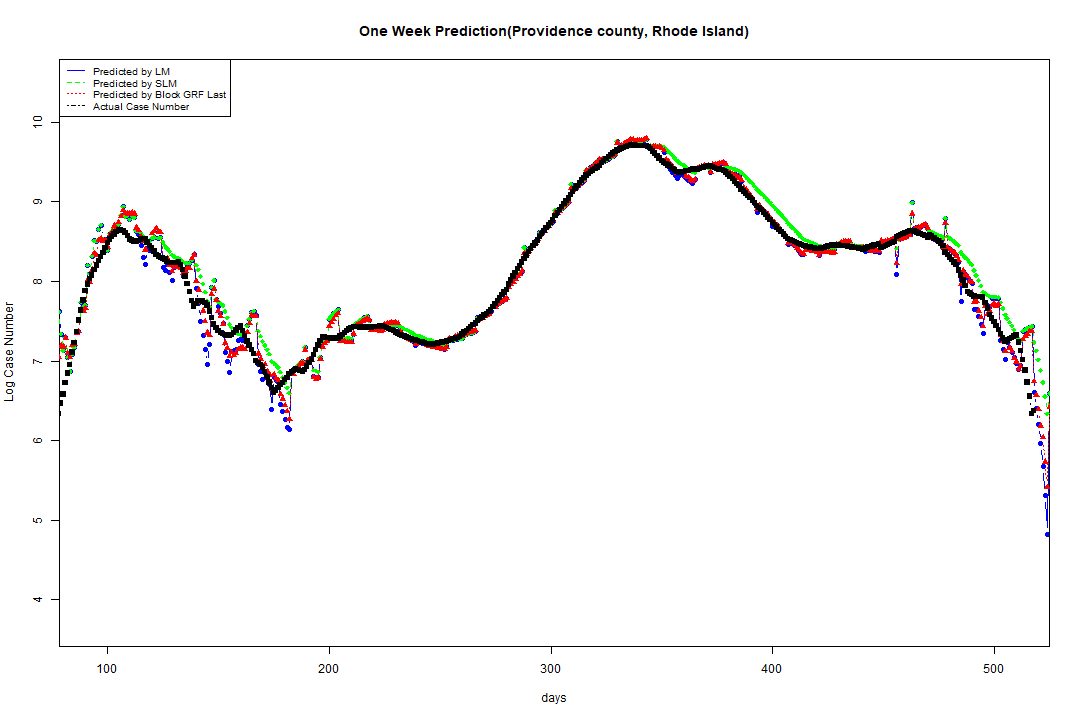 One Week Prediction(Providence county, Rhode Island)
Predicted by LM
Predicted by SLM
Predicted by Block GRF Last
Actual Case Number
Log Case Number
10
9
8
7
6
5
4
100 200 300 400 500
days